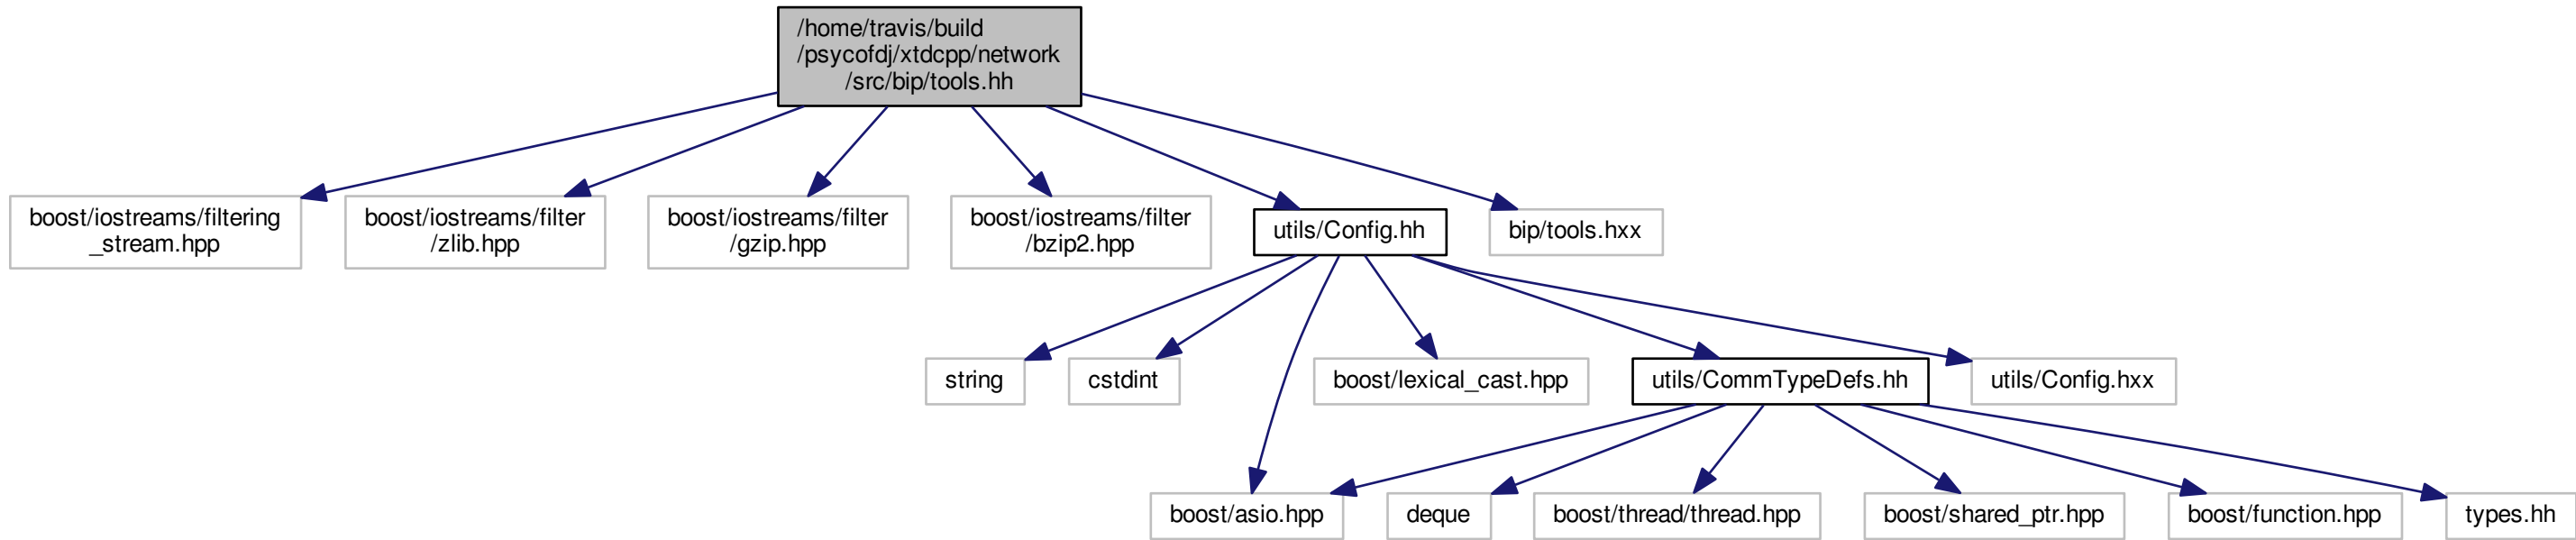 /home/travis/build
/psycofdj/xtdcpp/network
/src/bip/tools.hh
boost/iostreams/filtering
_stream.hpp
boost/iostreams/filter
/zlib.hpp
boost/iostreams/filter
/gzip.hpp
boost/iostreams/filter
/bzip2.hpp
utils/Config.hh
bip/tools.hxx
string
cstdint
boost/lexical_cast.hpp
utils/CommTypeDefs.hh
utils/Config.hxx
boost/asio.hpp
deque
boost/thread/thread.hpp
boost/shared_ptr.hpp
boost/function.hpp
types.hh